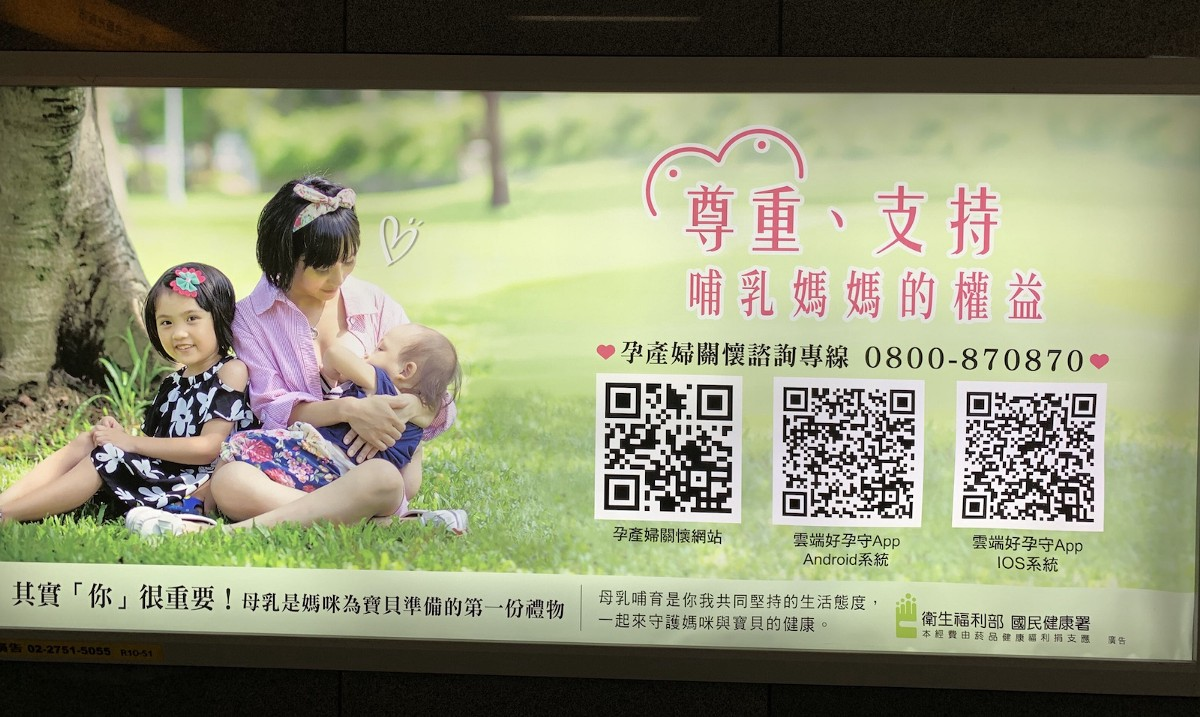 尊重、支持
哺乳媽媽的權益
孕產婦關懷諮詢專線 0800-870870
孕產婦關懷網站
雲端好孕守App
Android系統
雲端好孕守App
IOS系統
其實「你」很重要！母乳是媽咪為寶貝準備的第一份禮物
母乳哺育是你我共同堅持的生活態度，
一起來守護媽咪與寶貝的健康。
衛生福利部 國民健康署
本經費由菸品健康福利捐支應 廣告
廣告 02-2751-5055 R10-51